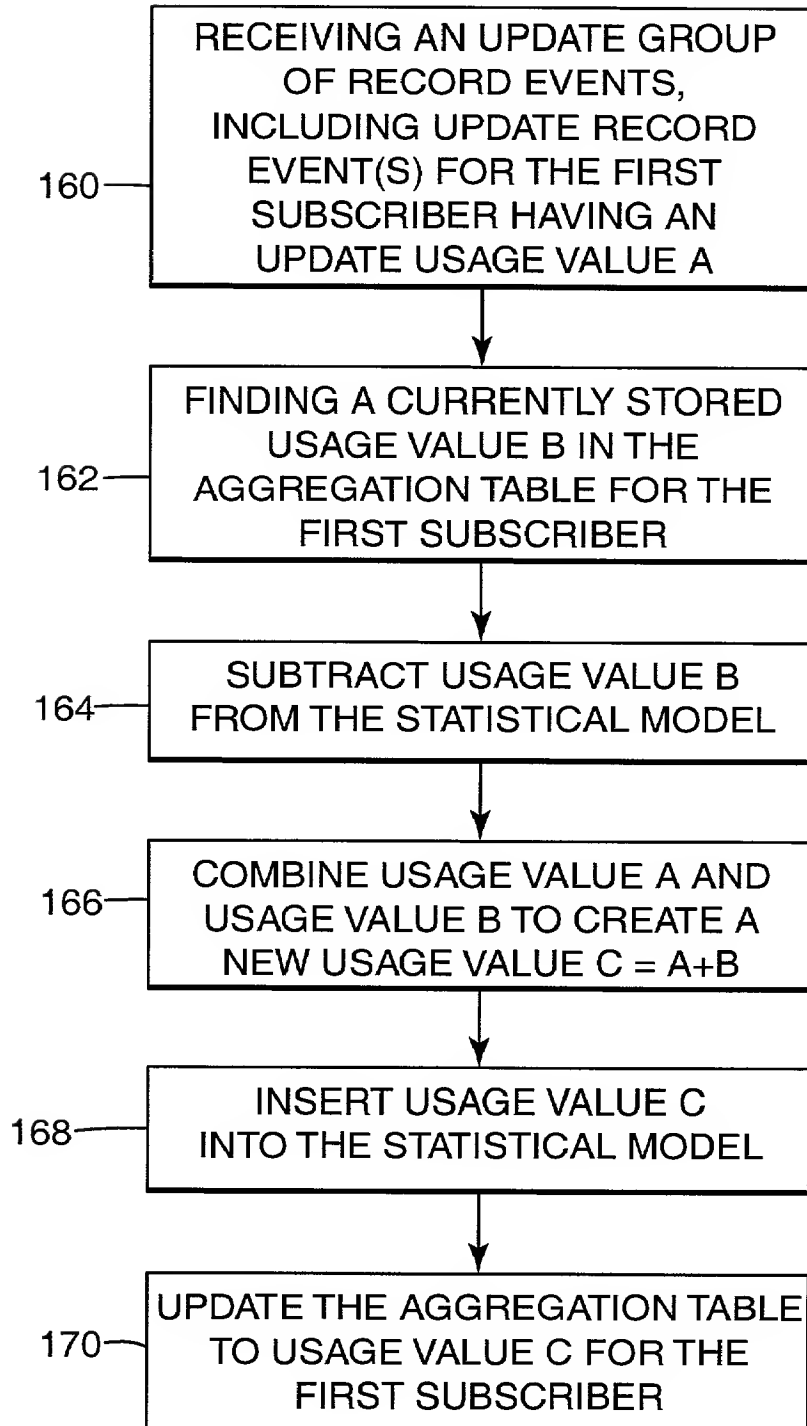 RECEIVING AN UPDATE GROUP
OF RECORD EVENTS,
INCLUDING UPDATE RECORD
EVENT(S) FOR THE FIRST
SUBSCRIBER HAVING AN
UPDATE USAGE VALUE A
160
FINDING A CURRENTLY STORED
USAGE VALUE B IN THE
AGGREGATION TABLE FOR THE
FIRST SUBSCRIBER
162
SUBTRACT USAGE VALUE B
FROM THE STATISTICAL MODEL
164
COMBINE USAGE VALUE A AND
USAGE VALUE B TO CREATE A
NEW USAGE VALUE C = A+B
166
INSERT USAGE VALUE C
INTO THE STATISTICAL MODEL
168
UPDATE THE AGGREGATION TABLE
TO USAGE VALUE C FOR THE
FIRST SUBSCRIBER
170